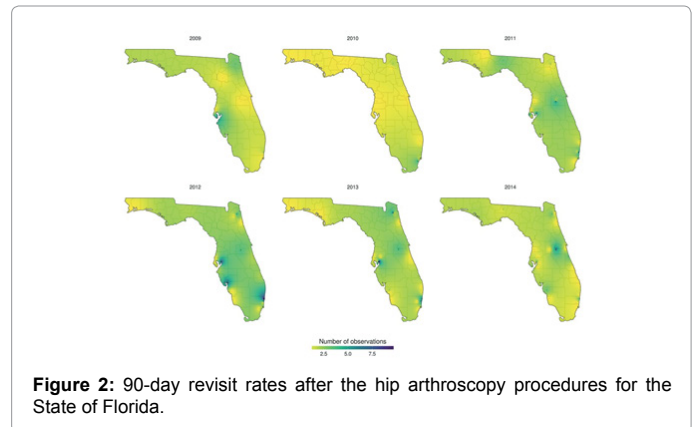 2009 2010 2011
2012 2013 2014
Number of observations
2.5 5.0 7.5
Figure 2: 90-day revisit rates after the hip arthroscopy procedures for the
State of Florida.